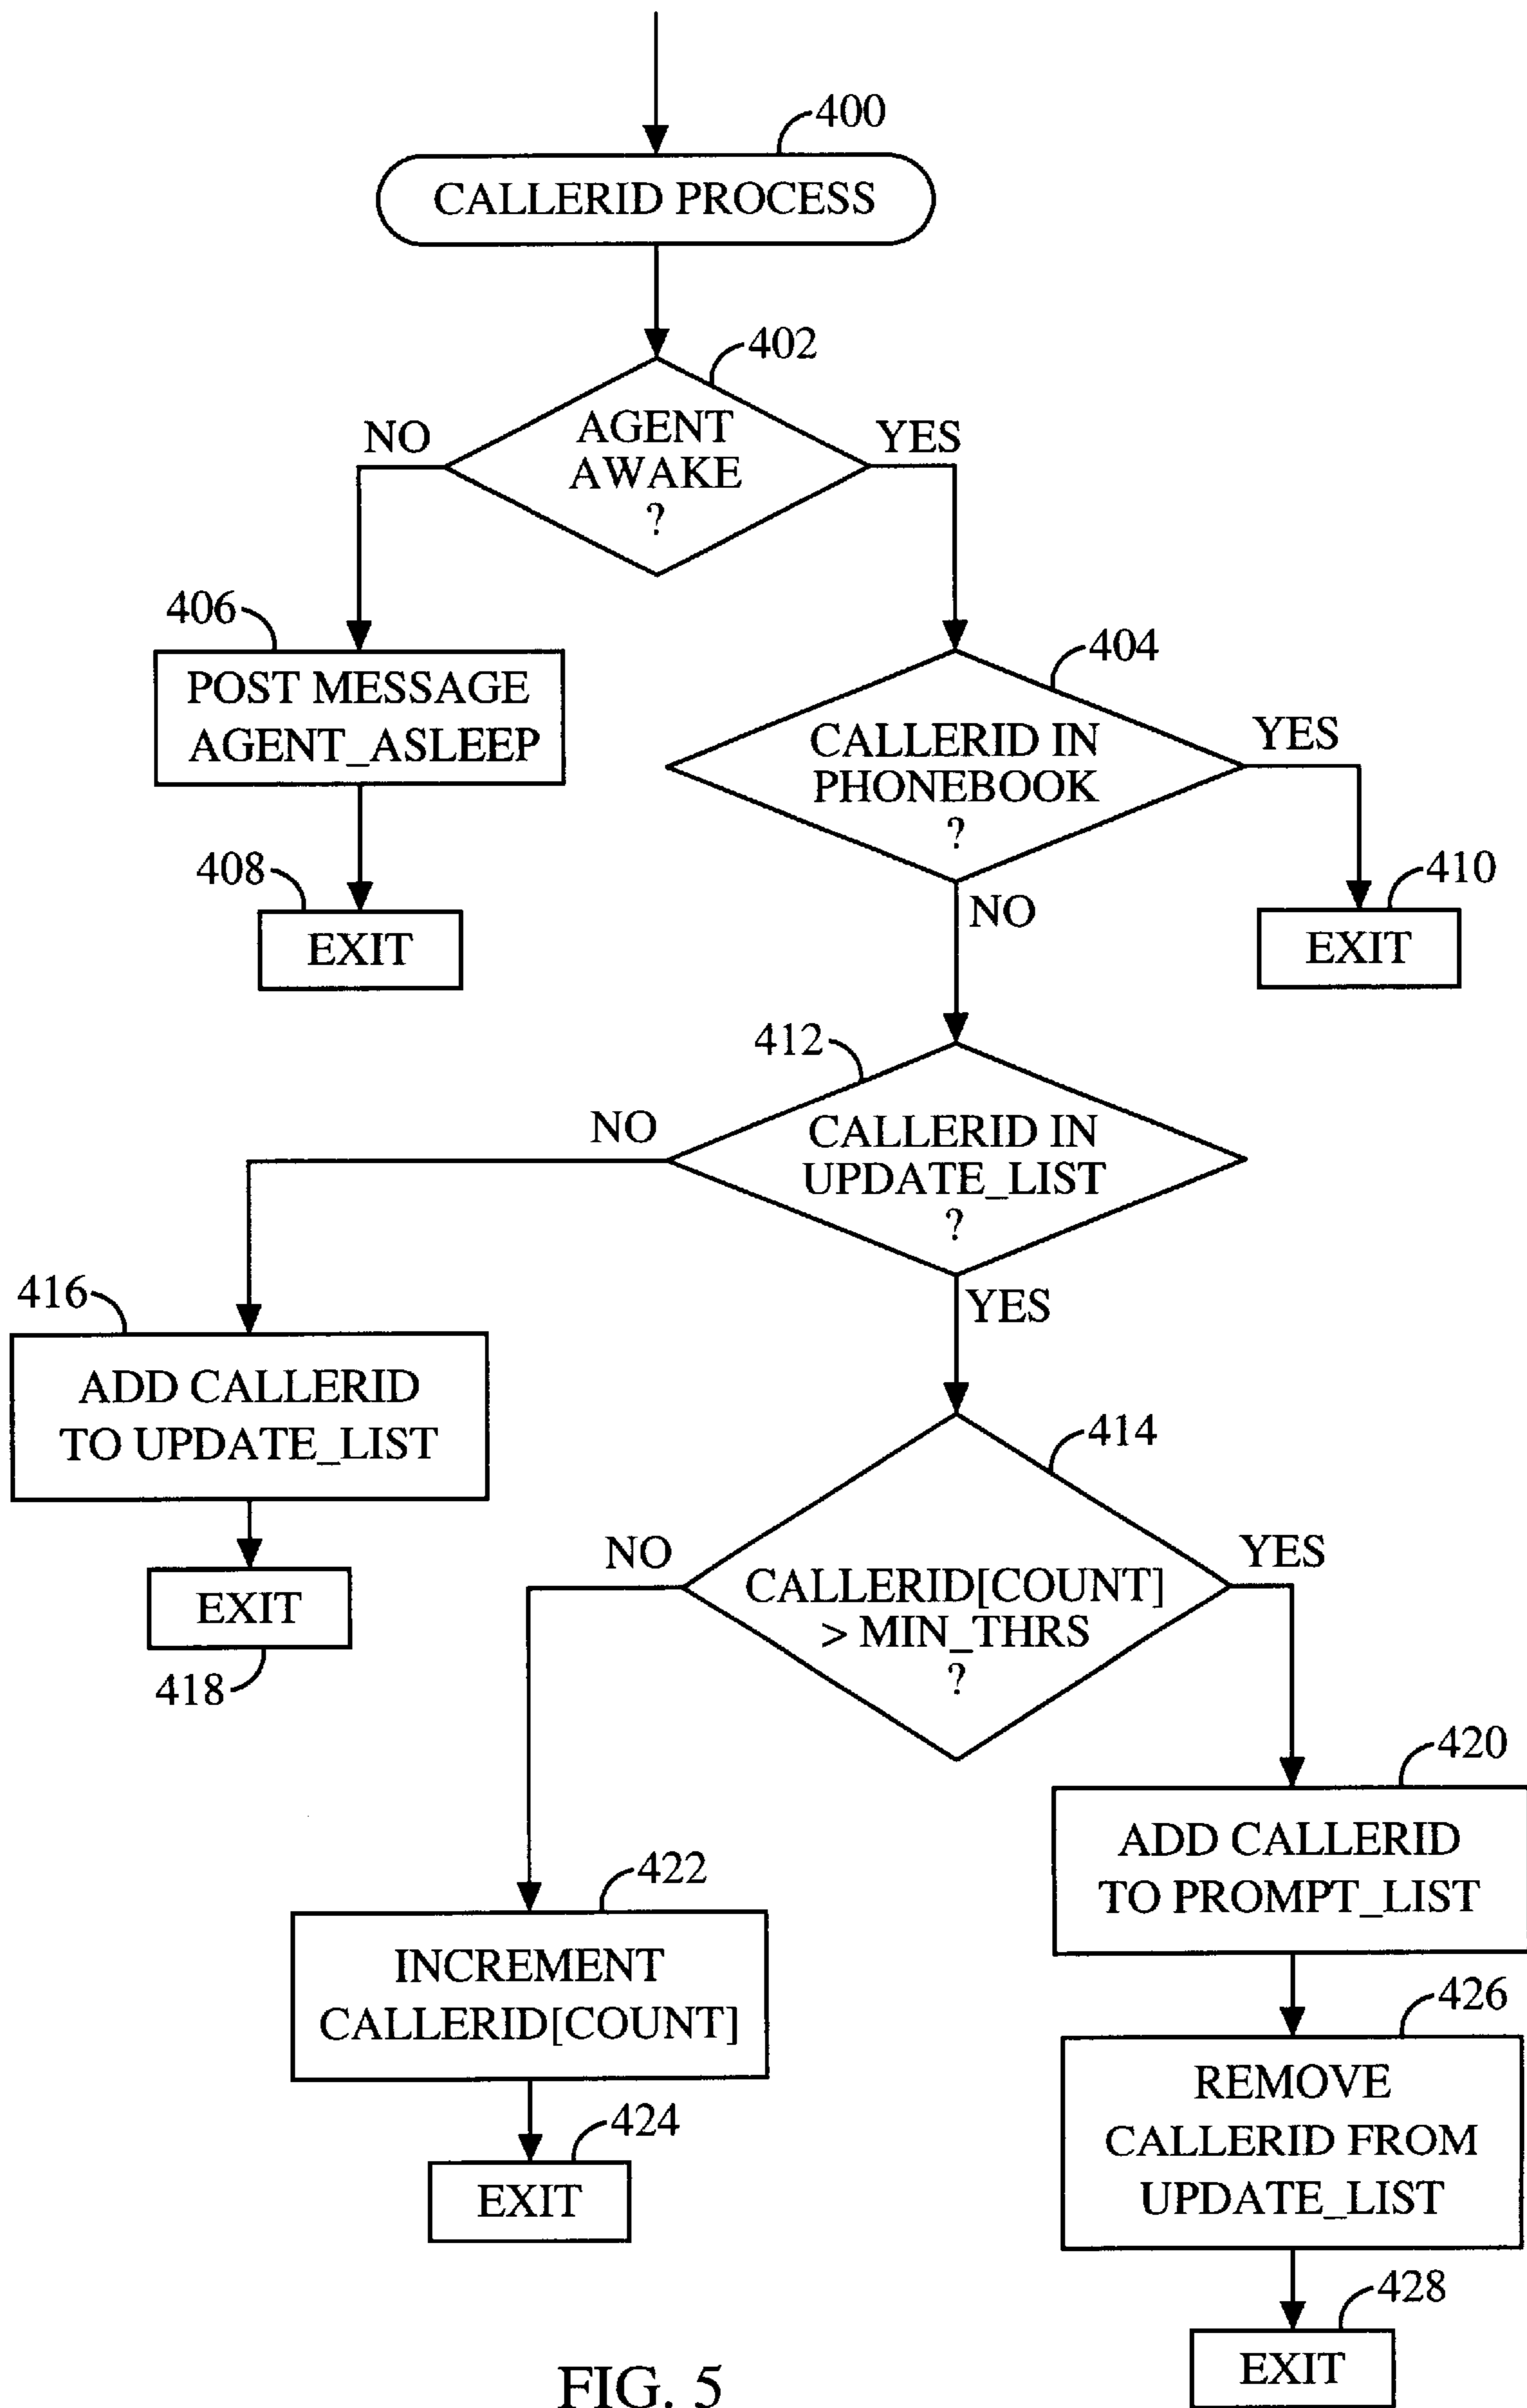 400
CALLERID PROCESS
402
NO
AGENT
AWAKE
?
YES
406
POST MESSAGE
AGENT_ASLEEP
404
CALLERID IN
PHONEBOOK
?
YES
408
EXIT
NO
410
EXIT
412
NO
CALLERID IN
UPDATE_LIST
?
YES
416
ADD CALLERID
TO UPDATE_LIST
414
NO
CALLERID[COUNT]
> MIN_THRS
?
YES
EXIT
418
420
ADD CALLERID
TO PROMPT_LIST
422
INCREMENT
CALLERID[COUNT]
426
REMOVE
CALLERID FROM
UPDATE_LIST
424
EXIT
428
EXIT
FIG. 5